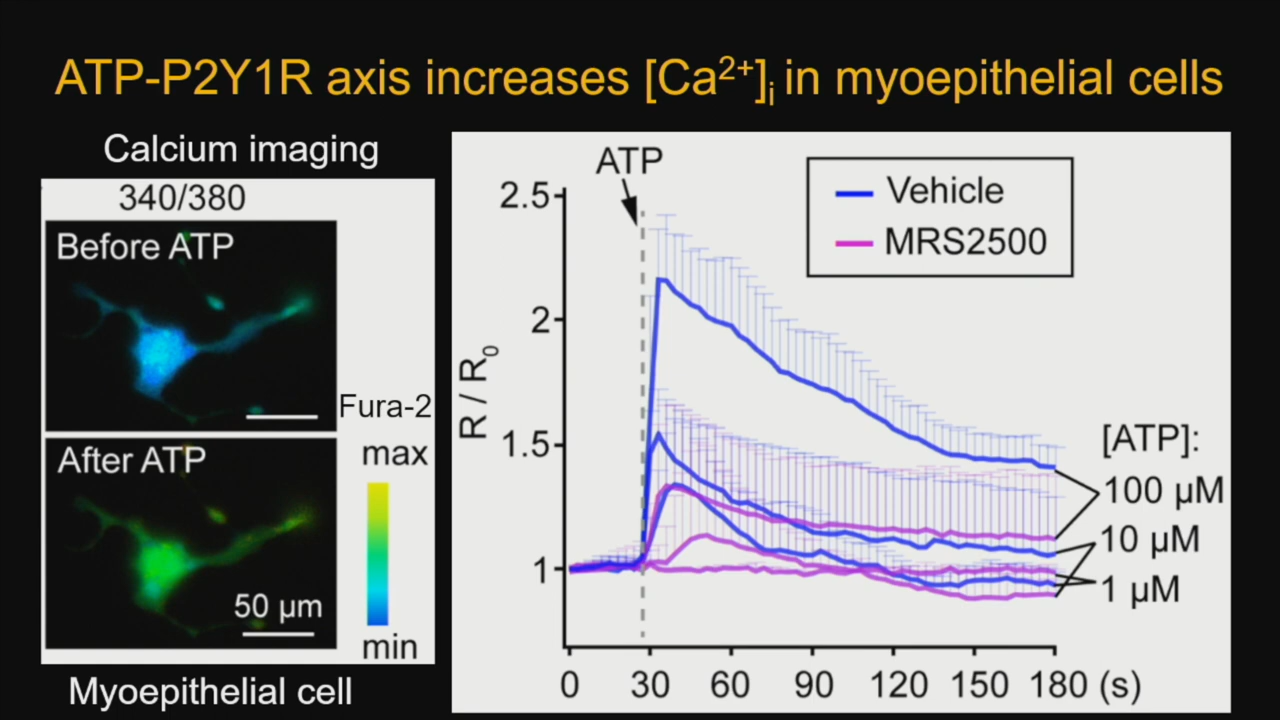 ATP-P2Y1R axis increases [Ca²⁺]ᵢ in myoepithelial cells
Calcium imaging
340/380
Before ATP
Fura-2
After ATP
max
50 µm
min
Myoepithelial cell
ATP
Vehicle
MRS2500
R / R₀
2.5
2
1.5
1
0 30 60 90 120 150 180 (s)
[ATP]:
100 µM
10 µM
1 µM